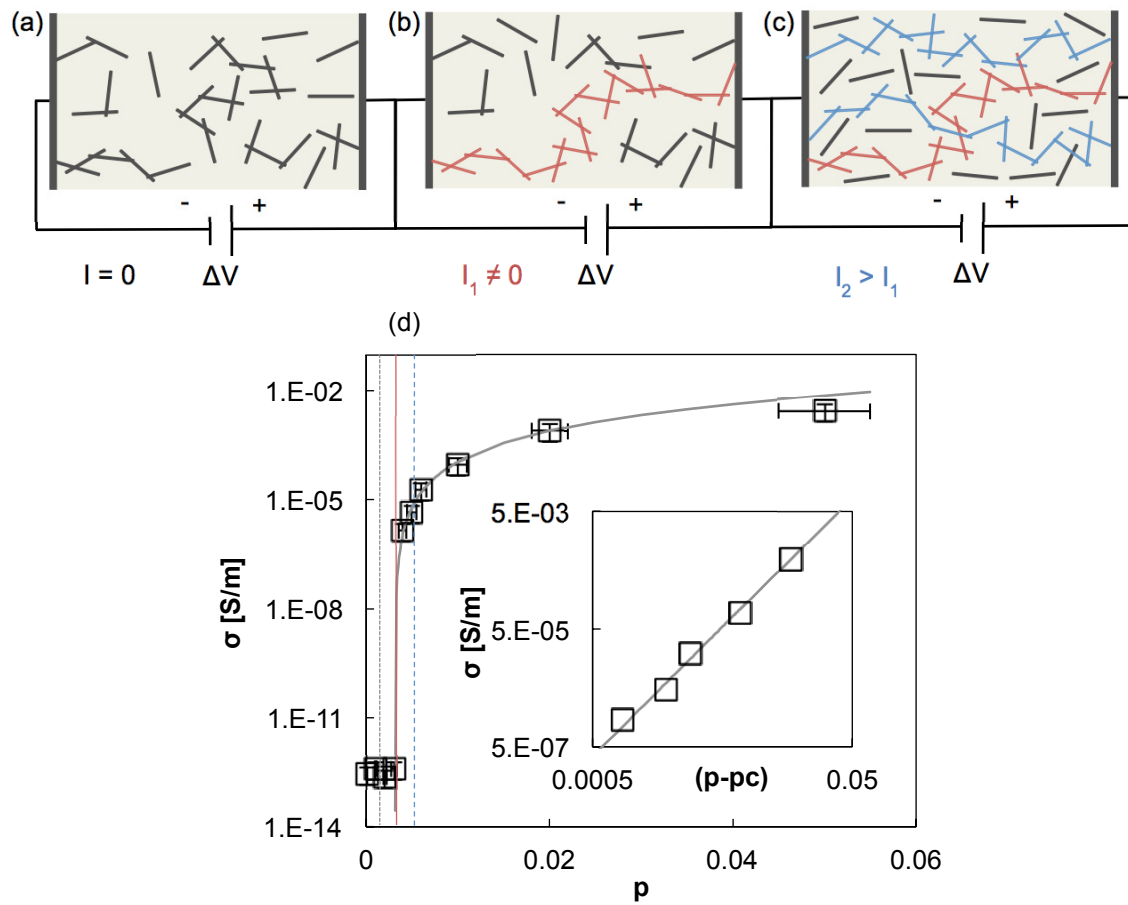 (a)
(b)
(c)
- +
- +
- +
I = 0
ΔV
I₁ ≠ 0
ΔV
I₂ > I₁
ΔV
(d)
1.E-02
1.E-05
1.E-08
1.E-11
1.E-14
σ [S/m]
0
0.02
0.04
0.06
p
5.E-03
5.E-05
5.E-07
σ [S/m]
0.0005
0.05
(p-pc)